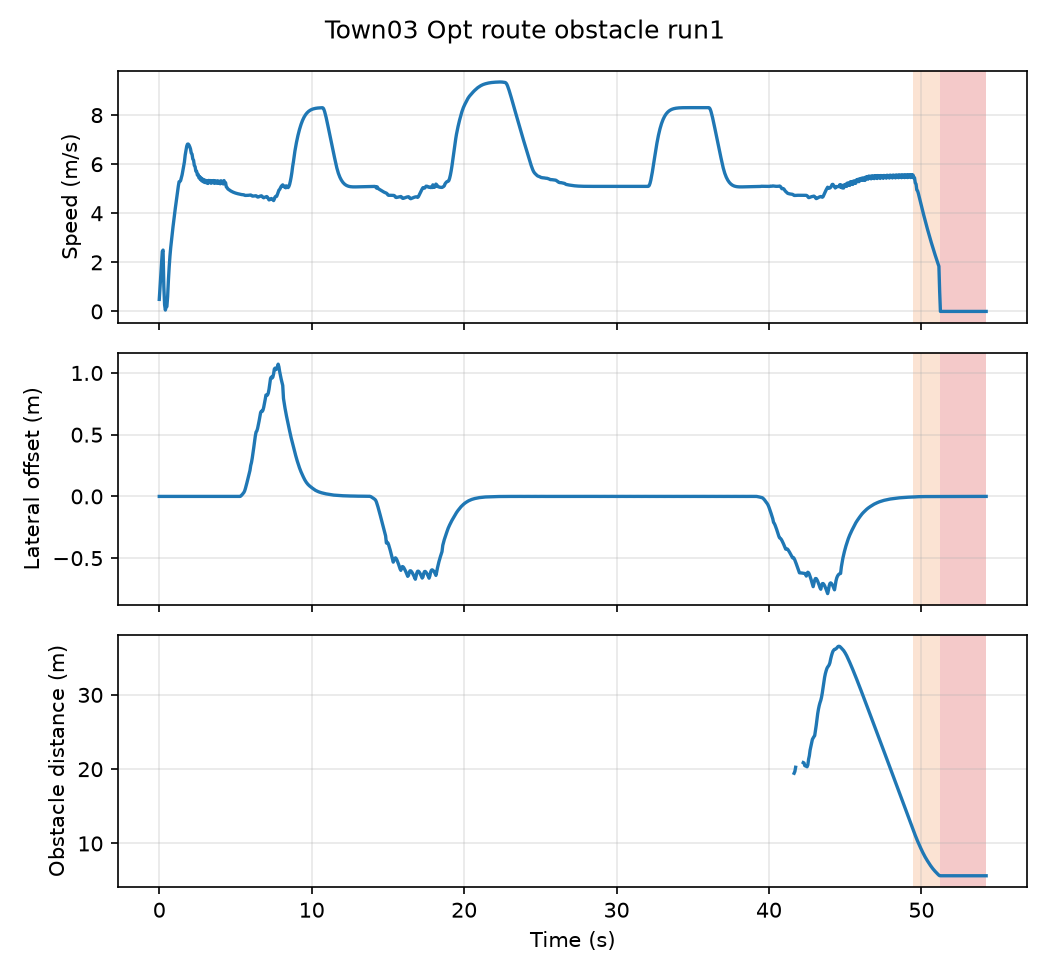 Town03 Opt route obstacle run1
Speed (m/s)
8
6
4
2
0
Lateral offset (m)
1.0
0.5
0.0
−0.5
Obstacle distance (m)
30
20
10
0 10 20 30 40 50
Time (s)